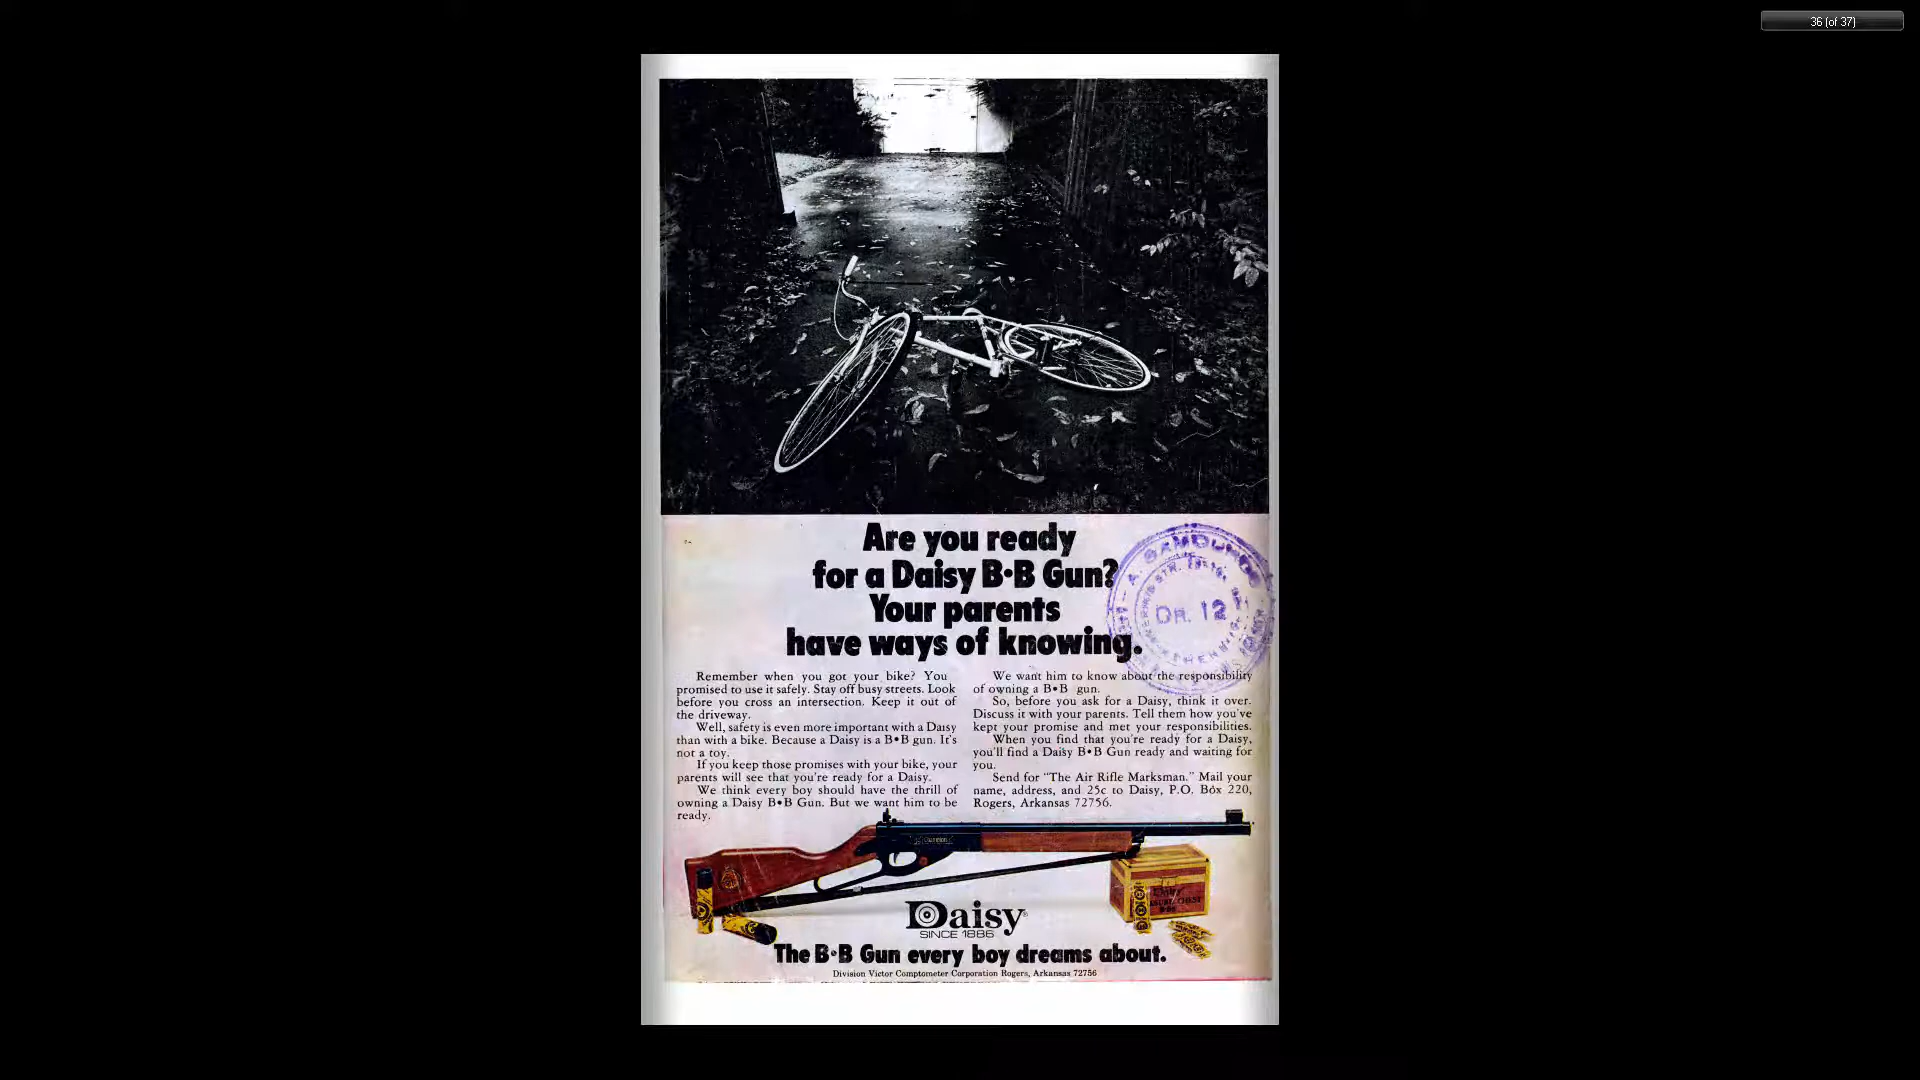 36 (of 37)
Are you ready
for a Daisy B•B Gun?
Your parents
have ways of knowing.
DR. 12
Remember when you got your bike? You
promised to use it safely. Stay off busy streets. Look
before you cross an intersection. Keep it out of
the driveway.
Well, safety is even more important with a Daisy
than with a bike. Because a Daisy is a B•B gun. It's
not a toy.
If you keep those promises with your bike, your
parents will see that you're ready for a Daisy.
We think every boy should have the thrill of
owning a Daisy B•B Gun. But we want him to be
ready.
We want him to know about the responsibility
of owning a B•B gun.
So, before you ask for a Daisy, think it over.
Discuss it with your parents. Tell them how you've
kept your promise and met your responsibilities.
When you find that you're ready for a Daisy,
you'll find a Daisy B•B Gun ready and waiting for
you.
Send for "The Air Rifle Marksman." Mail your
name, address, and 25c to Daisy, P.O. Box 220,
Rogers, Arkansas 72756.
Daisy
Daisy®
SINCE 1886
The B•B Gun every boy dreams about.
Division Victor Comptometer Corporation Rogers, Arkansas 72756